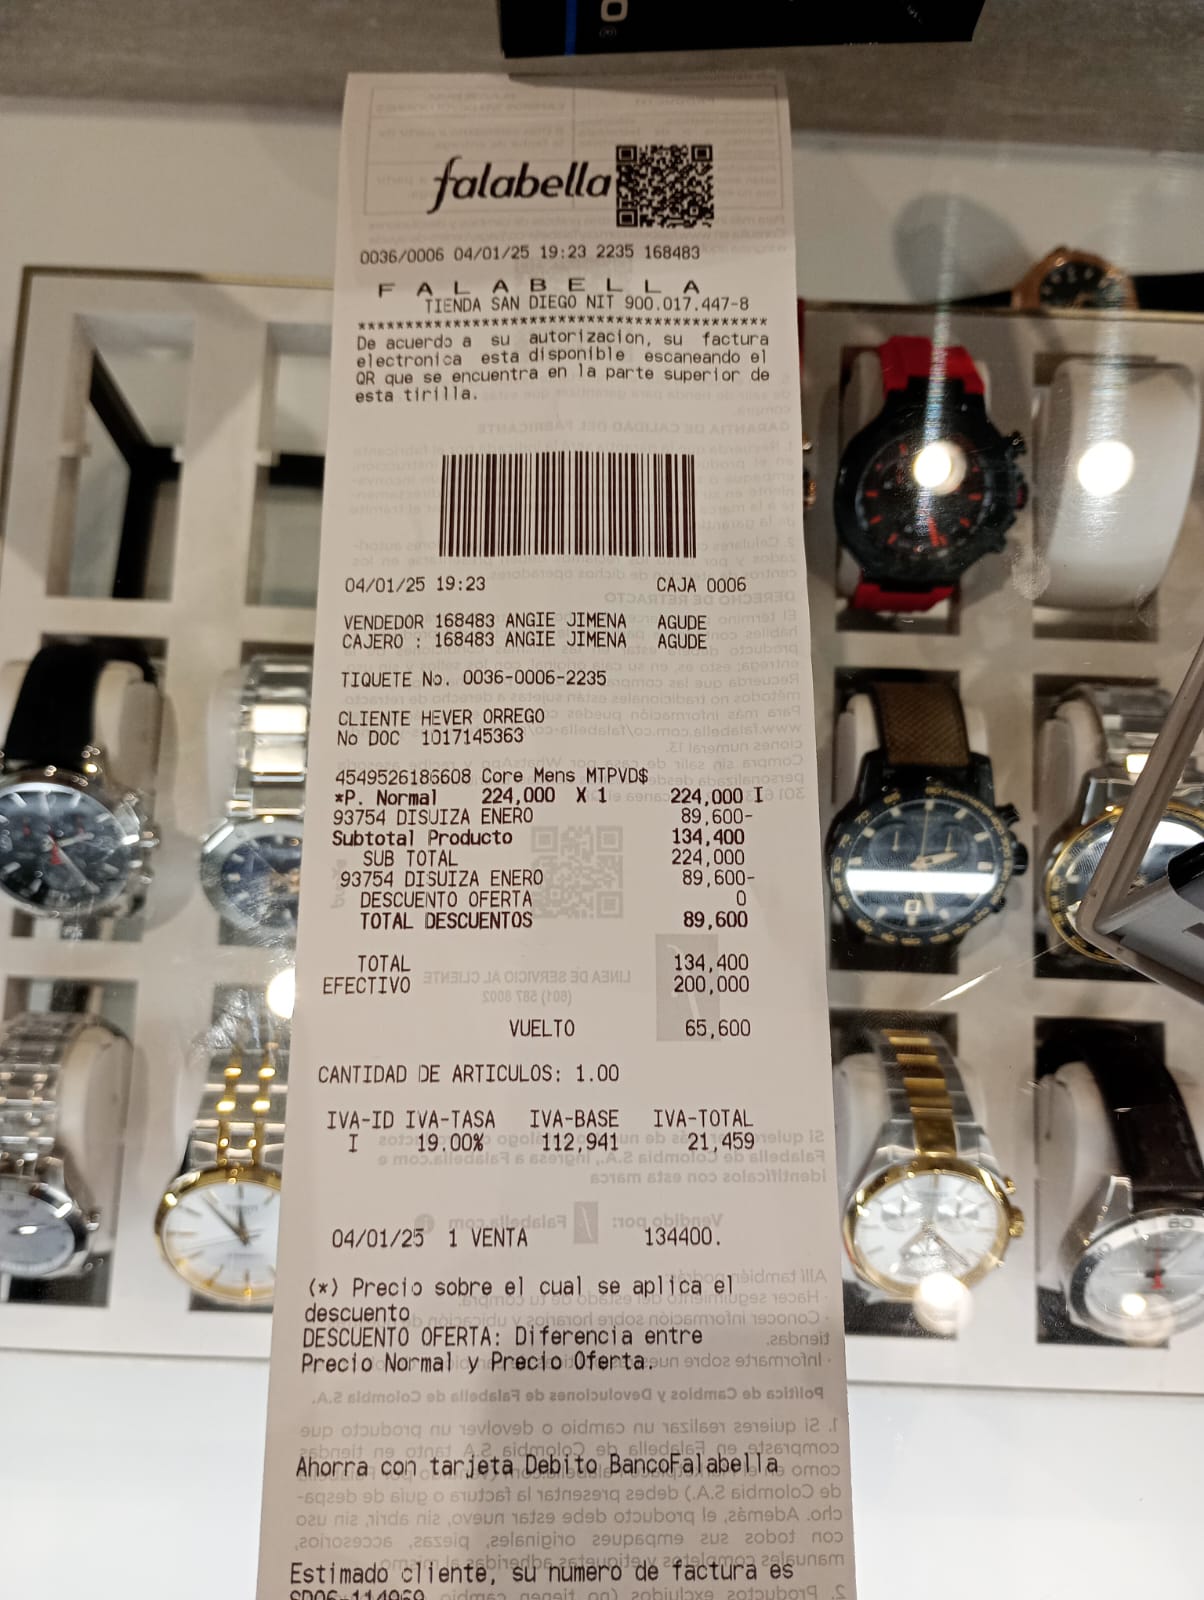 falabella
0036/0006 04/01/25 19:23 2235 168483
F A L A B E L L A
TIENDA SAN DIEGO NIT 900.017.447-8
*****************************************
De acuerdo a su autorizacion, su factura
electronica esta disponible escaneando el
QR que se encuentra en la parte superior de
esta tirilla.
04/01/25 19:23 CAJA 0006
VENDEDOR 168483 ANGIE JIMENA AGUDE
CAJERO : 168483 ANGIE JIMENA AGUDE
TIQUETE No. 0036-0006-2235
CLIENTE HEVER ORREGO
No DOC 1017145363
4549526186608 Core Mens MTPVD$
*P. Normal 224,000 X 1 224,000 I
93754 DISUIZA ENERO 89,600-
Subtotal Producto 134,400
SUB TOTAL 224,000
93754 DISUIZA ENERO 89,600-
DESCUENTO OFERTA 0
TOTAL DESCUENTOS 89,600
TOTAL 134,400
EFECTIVO 200,000
VUELTO 65,600
CANTIDAD DE ARTICULOS: 1.00
IVA-ID IVA-TASA IVA-BASE IVA-TOTAL
I 19.00% 112,941 21,459
04/01/25 1 VENTA 134400.
(*) Precio sobre el cual se aplica el
descuento
DESCUENTO OFERTA: Diferencia entre
Precio Normal y Precio Oferta.
Ahorra con tarjeta Debito BancoFalabella
Estimado cliente, su numero de factura es